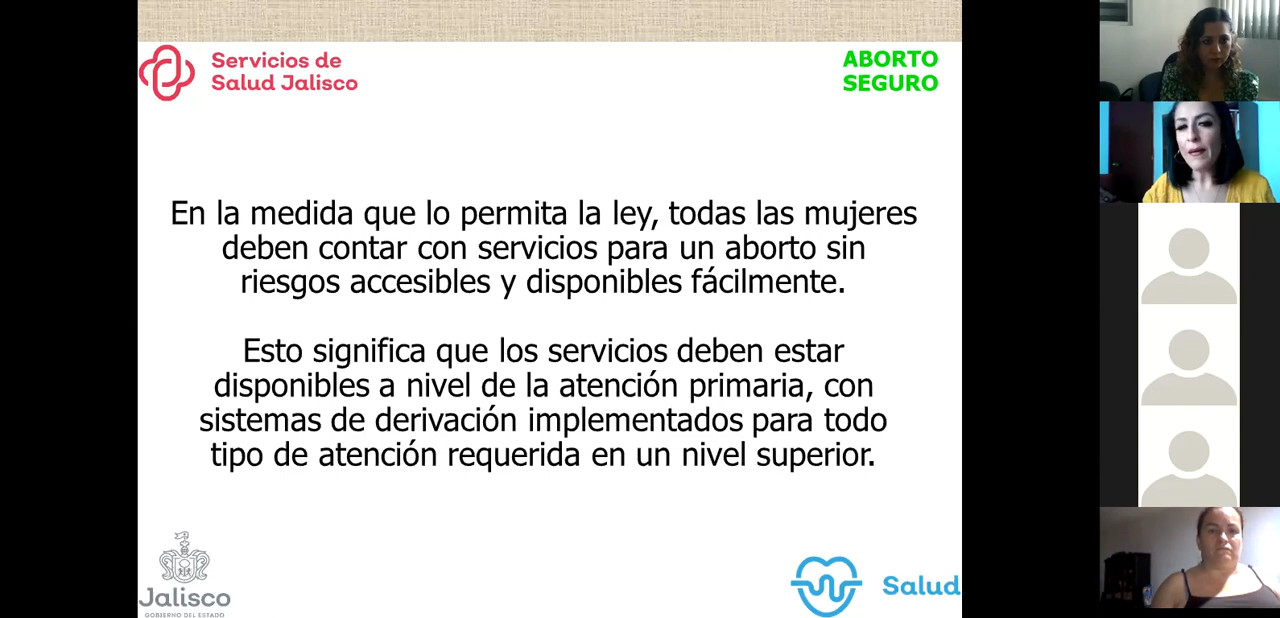 Servicios de
Salud Jalisco
ABORTO
SEGURO
En la medida que lo permita la ley, todas las mujeres
deben contar con servicios para un aborto sin
riesgos accesibles y disponibles fácilmente.
Esto significa que los servicios deben estar
disponibles a nivel de la atención primaria, con
sistemas de derivación implementados para todo
tipo de atención requerida en un nivel superior.
Jalisco
GOBIERNO DEL ESTADO
Salud